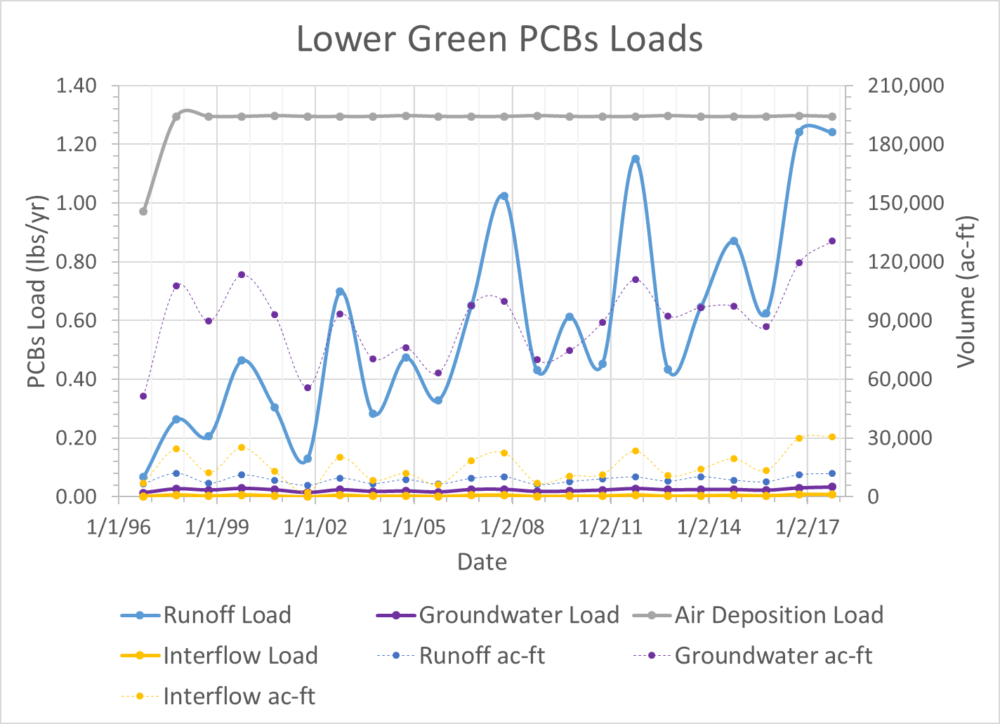 Lower Green PCBs Loads
1.40
1.20
1.00
0.80
0.60
0.40
0.20
0.00
PCBs Load (lbs/yr)
210,000
180,000
150,000
120,000
90,000
60,000
30,000
0
Volume (ac-ft)
1/1/96 1/1/99 1/1/02 1/1/05 1/2/08 1/2/11 1/2/14 1/2/17
Date
Runoff Load Groundwater Load Air Deposition Load
Interflow Load Runoff ac-ft Groundwater ac-ft
Interflow ac-ft